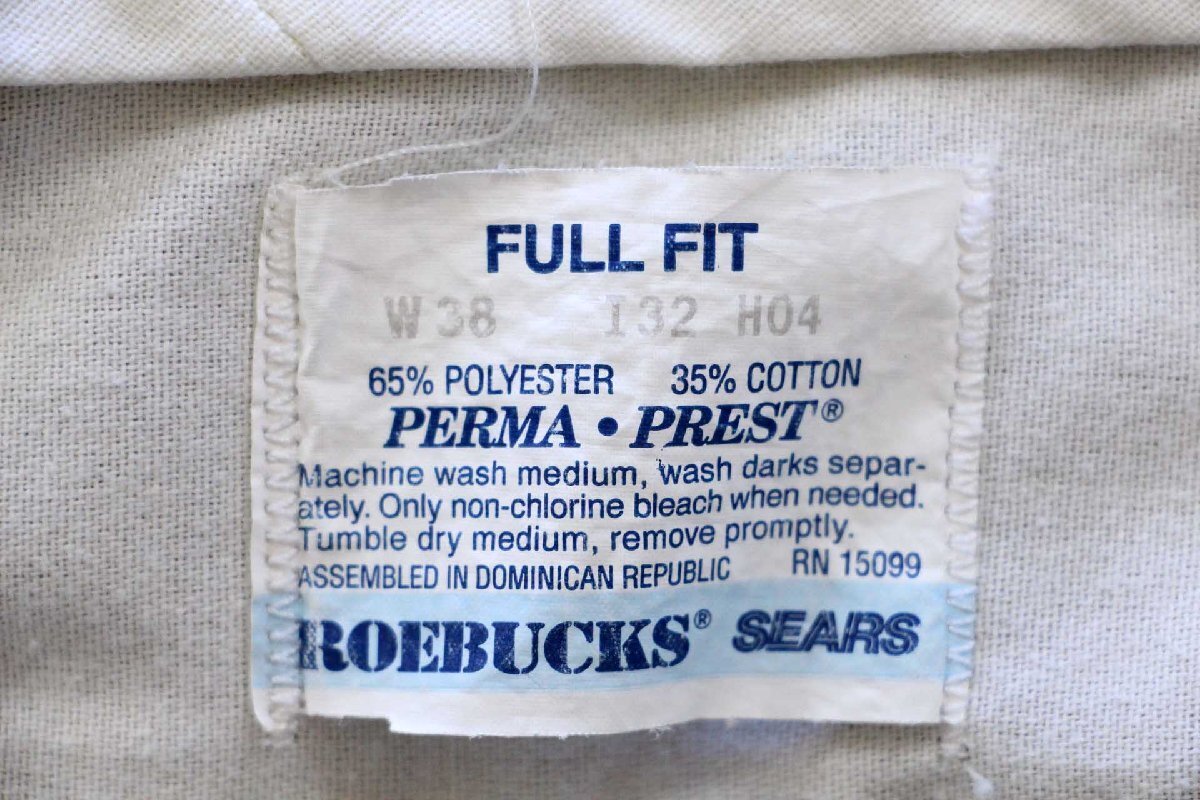 FULL FIT
W38 I32 H04
65% POLYESTER 35% COTTON
PERMA • PREST®
Machine wash medium, wash darks separ-
ately. Only non-chlorine bleach when needed.
Tumble dry medium, remove promptly.
ASSEMBLED IN DOMINICAN REPUBLIC RN 15099
ROEBUCKS® SEARS